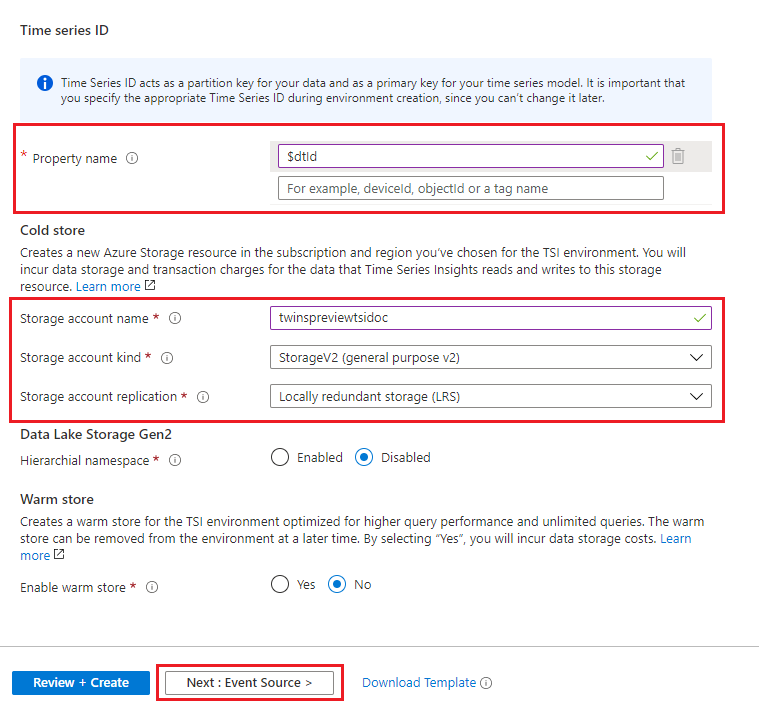 Time series ID
Time Series ID acts as a partition key for your data and as a primary key for your time series model. It is important that
you specify the appropriate Time Series ID during environment creation, since you can't change it later.
* Property name
$dtId
For example, deviceId, objectId or a tag name
Cold store
Creates a new Azure Storage resource in the subscription and region you've chosen for the TSI environment. You will
incur data storage and transaction charges for the data that Time Series Insights reads and writes to this storage
resource. Learn more
Storage account name * twinspreviewtsidoc
Storage account kind * StorageV2 (general purpose v2)
Storage account replication * Locally redundant storage (LRS)
Data Lake Storage Gen2
Hierarchial namespace * Enabled Disabled
Warm store
Creates a warm store for the TSI environment optimized for higher query performance and unlimited queries. The warm
store can be removed from the environment at a later time. By selecting "Yes", you will incur data storage costs. Learn
more
Enable warm store * Yes No
Review + Create Next : Event Source > Download Template